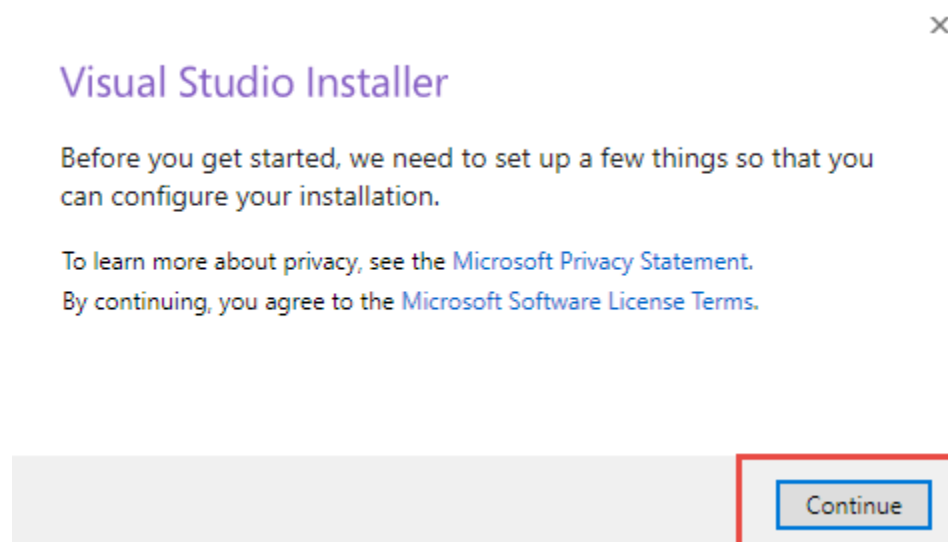 Visual Studio Installer
Before you get started, we need to set up a few things so that you
can configure your installation.
To learn more about privacy, see the Microsoft Privacy Statement.
By continuing, you agree to the Microsoft Software License Terms.
Continue